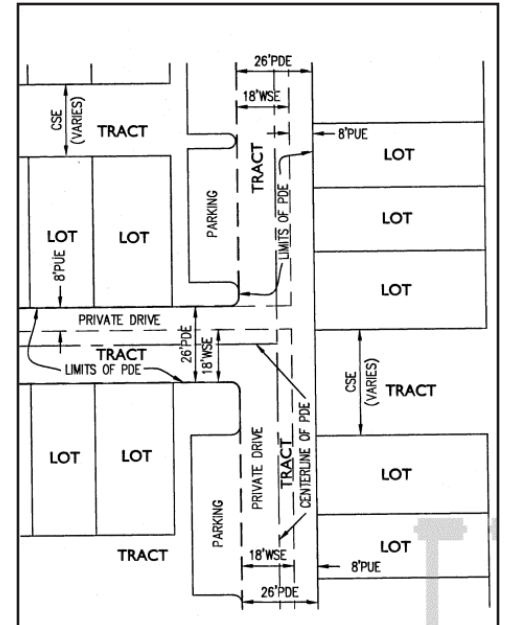 26'PDE
18'WSE
CSE
(VARIES)
TRACT
8'PUE
LOT
TRACT
PARKING
LIMITS OF PDE
LOT
LOT
LOT
8'PUE
LOT
PRIVATE DRIVE
26'PDE
18'WSE
TRACT
LIMITS OF PDE
CSE
(VARIES)
TRACT
LOT
LOT
PRIVATE DRIVE
TRACT
CENTERLINE OF PDE
LOT
PARKING
LOT
TRACT
18'WSE
8'PUE
26'PDE